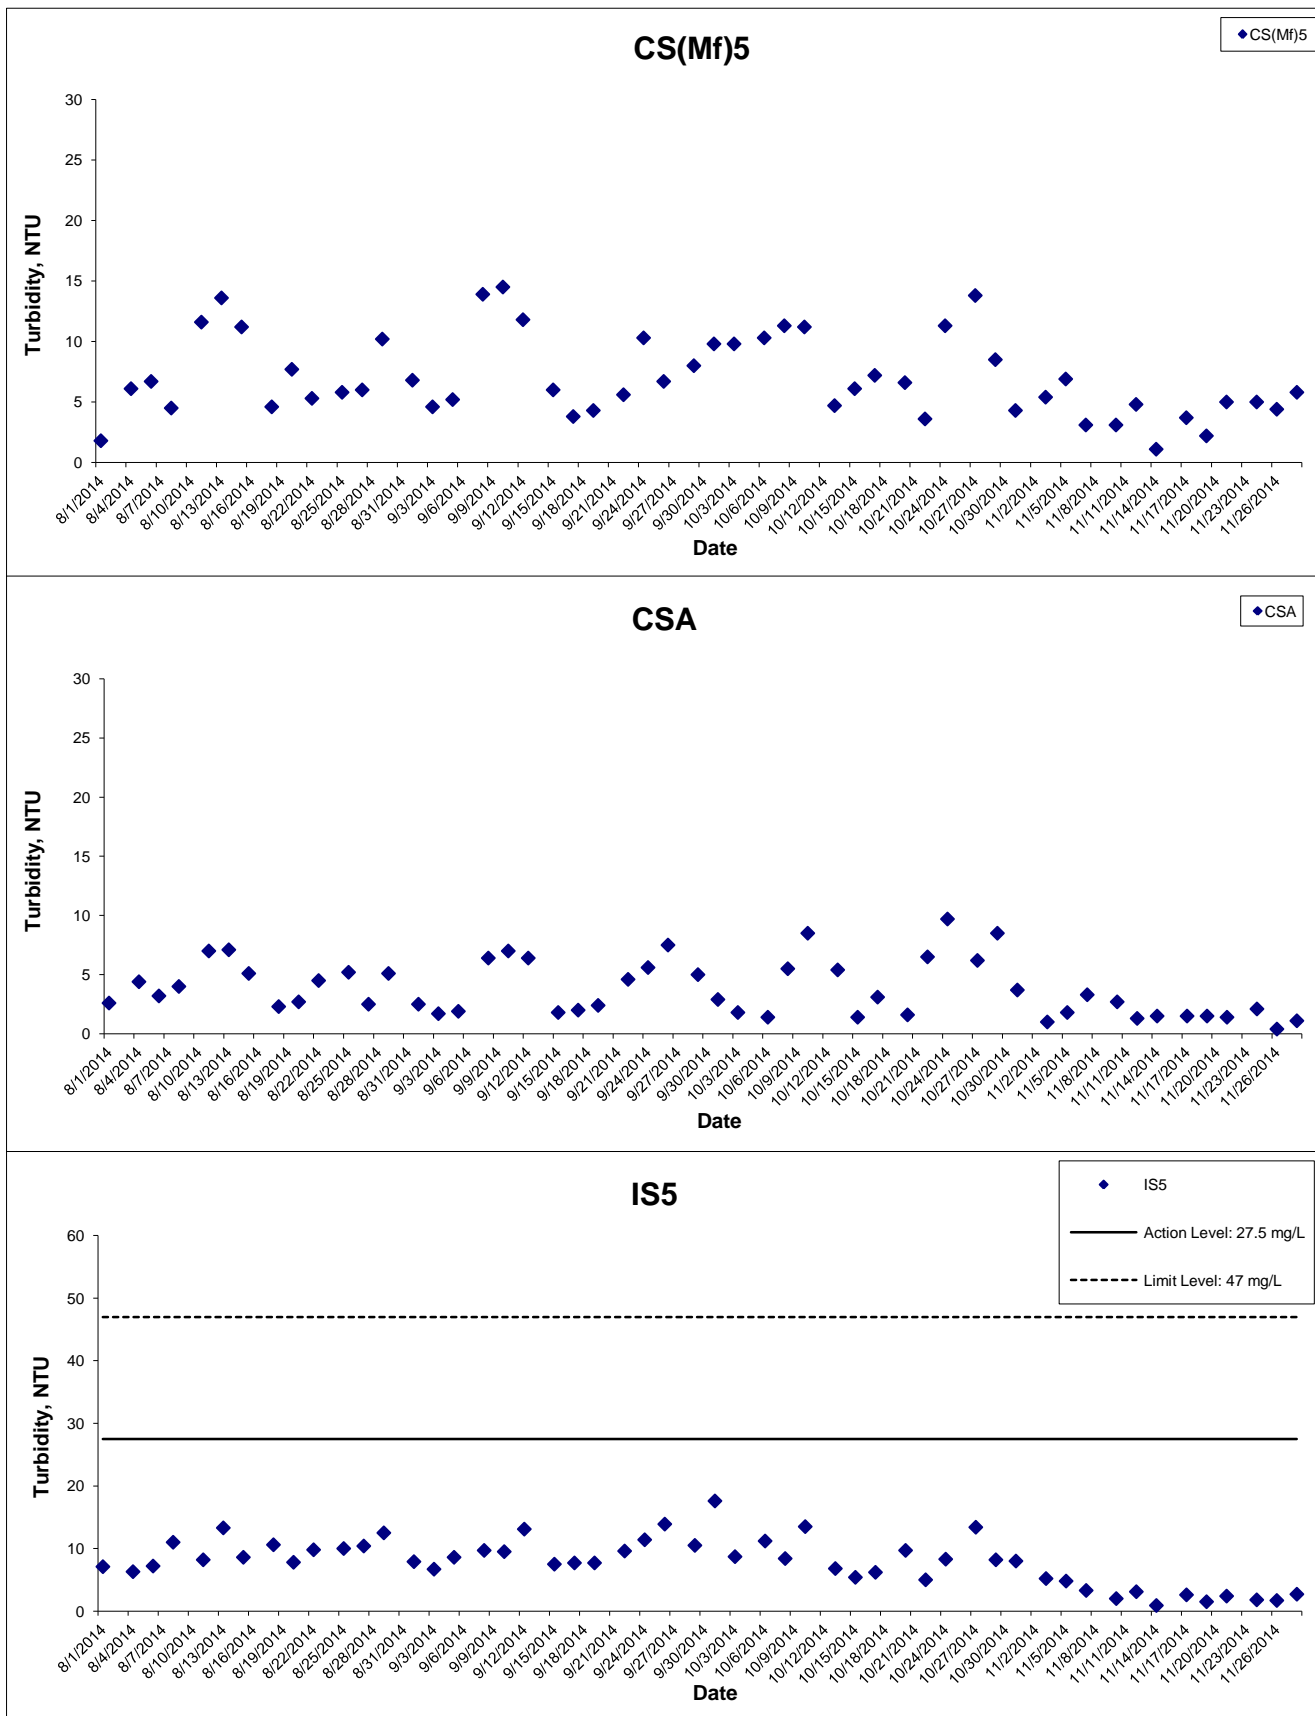 CS(Mf)5
CS(Mf)5
30
25
20
15
10
5
0
Turbidity, NTU
8/1/2014 8/4/2014 8/7/2014 8/10/2014 8/13/2014 8/16/2014 8/19/2014 8/22/2014 8/25/2014 8/28/2014 8/31/2014 9/3/2014 9/6/2014 9/9/2014 9/12/2014 9/15/2014 9/18/2014 9/21/2014 9/24/2014 9/27/2014 9/30/2014 10/3/2014 10/6/2014 10/9/2014 10/12/2014 10/15/2014 10/18/2014 10/21/2014 10/24/2014 10/27/2014 10/30/2014 11/2/2014 11/5/2014 11/8/2014 11/11/2014 11/14/2014 11/17/2014 11/20/2014 11/23/2014 11/26/2014
Date
CSA
CSA
30
25
20
15
10
5
0
Turbidity, NTU
8/1/2014 8/4/2014 8/7/2014 8/10/2014 8/13/2014 8/16/2014 8/19/2014 8/22/2014 8/25/2014 8/28/2014 8/31/2014 9/3/2014 9/6/2014 9/9/2014 9/12/2014 9/15/2014 9/18/2014 9/21/2014 9/24/2014 9/27/2014 9/30/2014 10/3/2014 10/6/2014 10/9/2014 10/12/2014 10/15/2014 10/18/2014 10/21/2014 10/24/2014 10/27/2014 10/30/2014 11/2/2014 11/5/2014 11/8/2014 11/11/2014 11/14/2014 11/17/2014 11/20/2014 11/23/2014 11/26/2014
Date
IS5
IS5
Action Level: 27.5 mg/L
Limit Level: 47 mg/L
60
50
40
30
20
10
0
Turbidity, NTU
8/1/2014 8/4/2014 8/7/2014 8/10/2014 8/13/2014 8/16/2014 8/19/2014 8/22/2014 8/25/2014 8/28/2014 8/31/2014 9/3/2014 9/6/2014 9/9/2014 9/12/2014 9/15/2014 9/18/2014 9/21/2014 9/24/2014 9/27/2014 9/30/2014 10/3/2014 10/6/2014 10/9/2014 10/12/2014 10/15/2014 10/18/2014 10/21/2014 10/24/2014 10/27/2014 10/30/2014 11/2/2014 11/5/2014 11/8/2014 11/11/2014 11/14/2014 11/17/2014 11/20/2014 11/23/2014 11/26/2014
Date